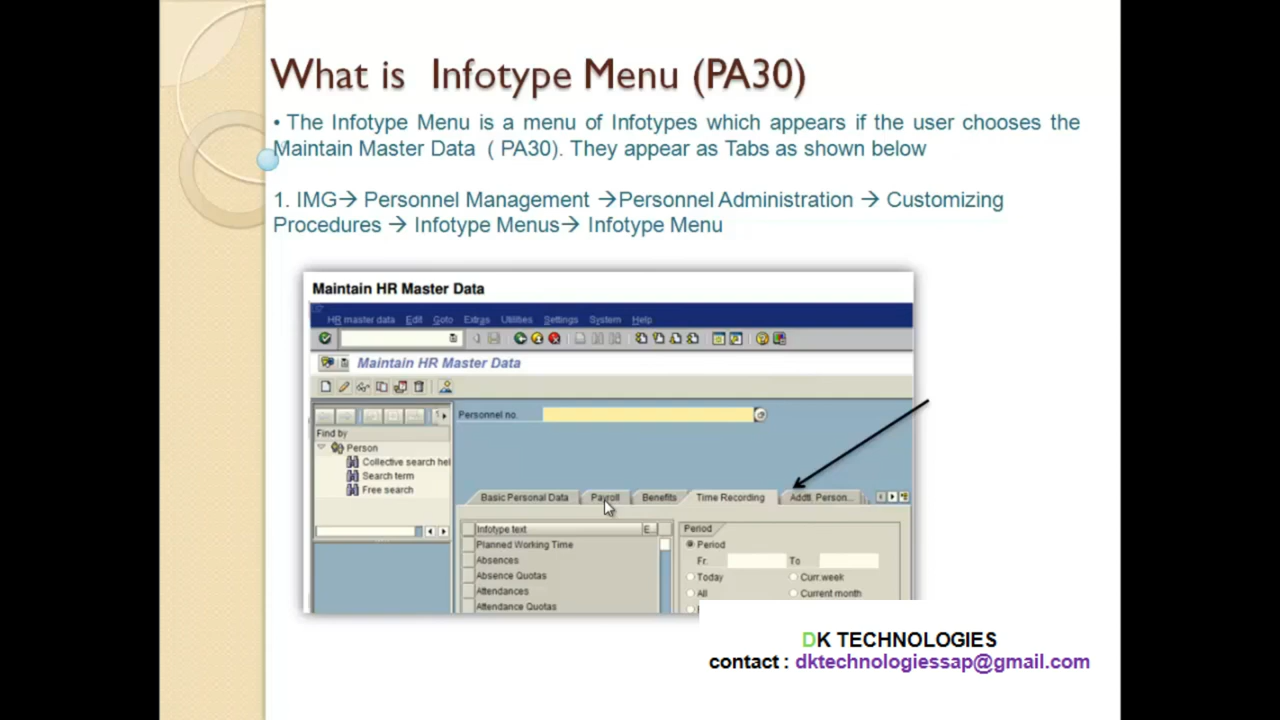 What is Infotype Menu (PA30)
• The Infotype Menu is a menu of Infotypes which appears if the user chooses the
Maintain Master Data ( PA30). They appear as Tabs as shown below
1. IMG→ Personnel Management →Personnel Administration → Customizing
Procedures → Infotype Menus→ Infotype Menu
Maintain HR Master Data
HR master data Edit Goto Extras Utilities Settings System Help
Maintain HR Master Data
Personnel no.
Find by
Person
Collective search hel
Search term
Free search
Basic Personal Data Payroll Benefits Time Recording Addtl. Person...
Infotype text E... Period
Planned Working Time Period
Absences Fr. To
Absence Quotas Today Curr.week
Attendances All Current month
Attendance Quotas
DK TECHNOLOGIES
contact : dktechnologiessap@gmail.com